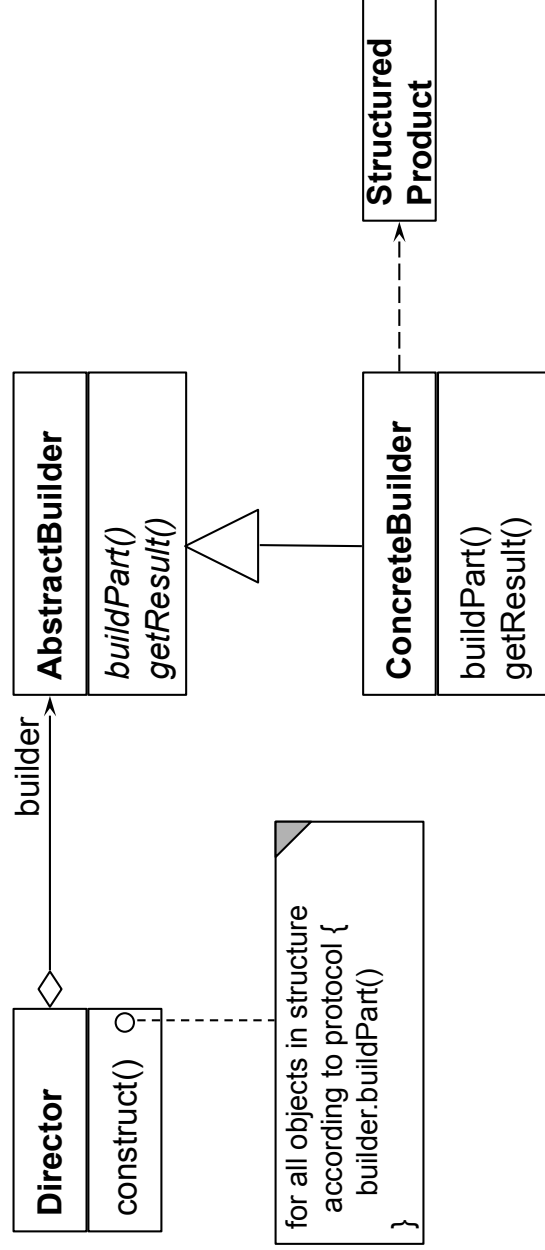 Director
construct()
builder
AbstractBuilder
buildPart()
getResult()
for all objects in structure
according to protocol {
builder.buildPart()
}
ConcreteBuilder
buildPart()
getResult()
Structured
Product